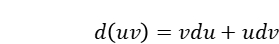 d(uv) = vdu + udv